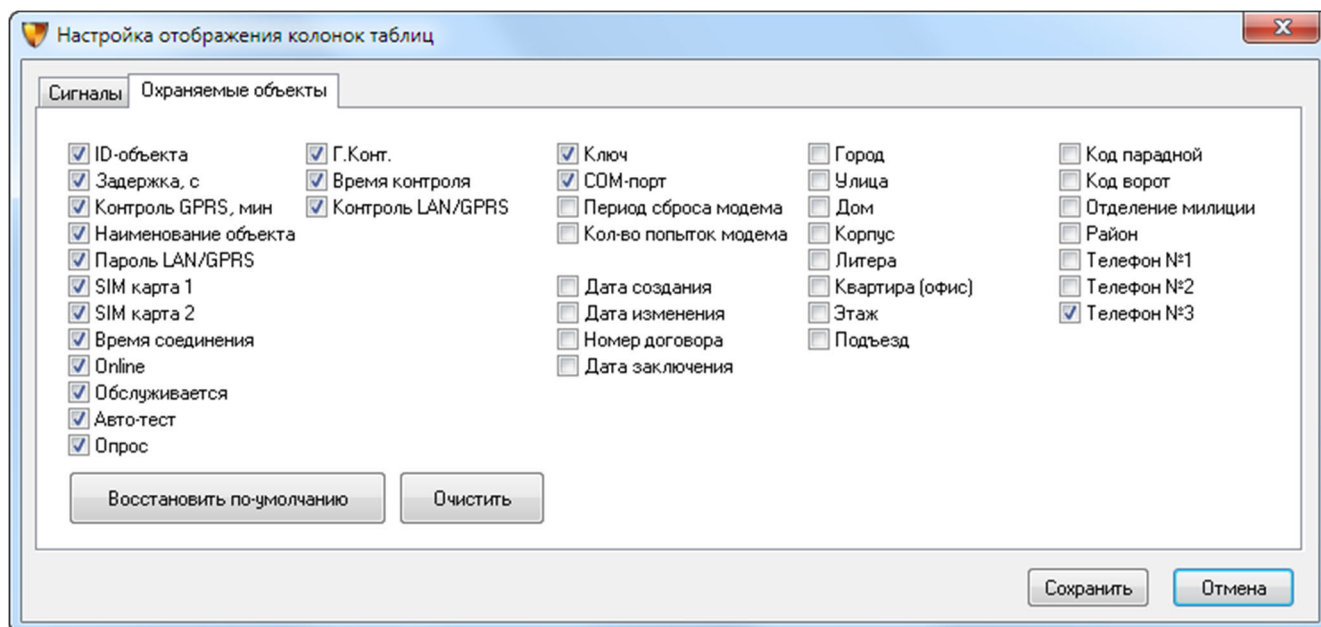 Настройка отображения колонок таблиц
Сигналы Охраняемые объекты
ID-объекта
Задержка, с
Контроль GPRS, мин
Наименование объекта
Пароль LAN/GPRS
SIM карта 1
SIM карта 2
Время соединения
Online
Обслуживается
Авто-тест
Опрос
Г.Конт.
Время контроля
Контроль LAN/GPRS
Ключ
COM-порт
Период сброса модема
Кол-во попыток модема
Дата создания
Дата изменения
Номер договора
Дата заключения
Город
Улица
Дом
Корпус
Литера
Квартира (офис)
Этаж
Подъезд
Код парадной
Код ворот
Отделение милиции
Район
Телефон №1
Телефон №2
Телефон №3
Восстановить по-умолчанию Очистить
Сохранить Отмена